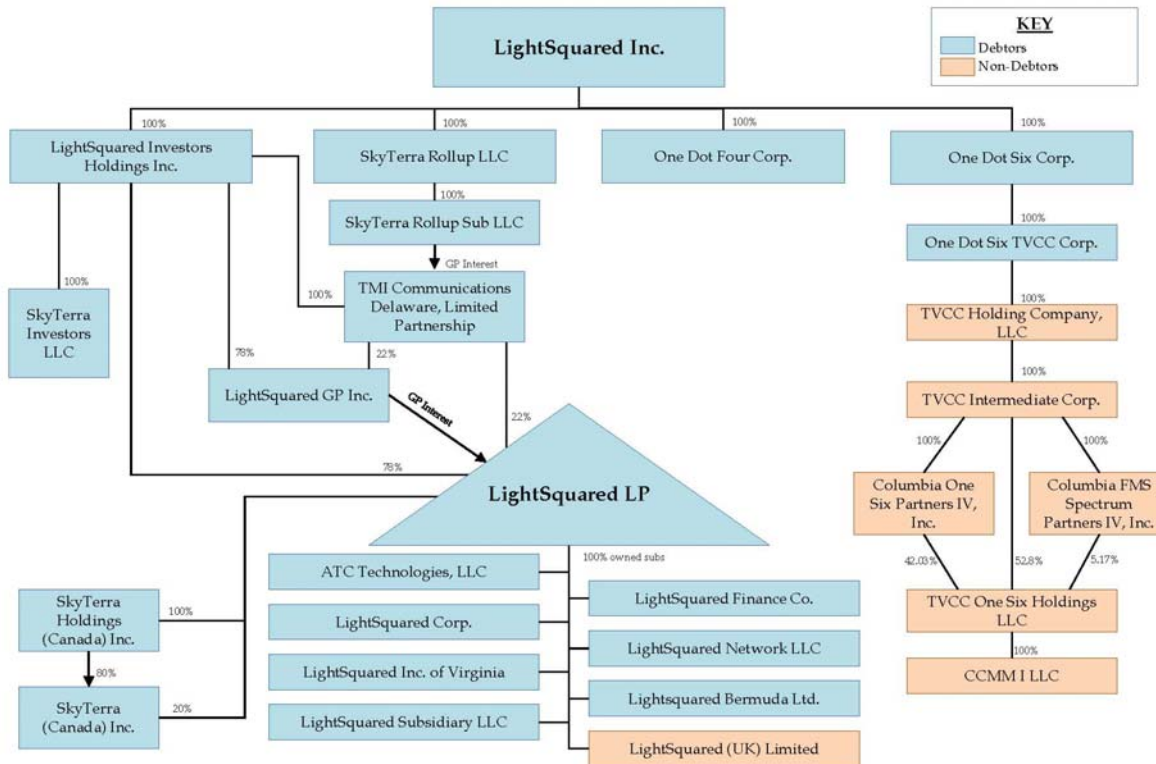 LightSquared Inc.
KEY
Debtors
Non-Debtors
100%
100%
100%
100%
LightSquared Investors
Holdings Inc.
SkyTerra Rollup LLC
One Dot Four Corp.
One Dot Six Corp.
100%
100%
SkyTerra Rollup Sub LLC
One Dot Six TVCC Corp.
GP Interest
100%
100%
100%
SkyTerra
Investors
LLC
TMI Communications
Delaware, Limited
Partnership
TVCC Holding Company,
LLC
78%
22%
100%
LightSquared GP Inc.
GP Interest
22%
TVCC Intermediate Corp.
100%
100%
78%
LightSquared LP
Columbia One
Six Partners IV,
Inc.
Columbia FMS
Spectrum
Partners IV, Inc.
100% owned subs
42.03%
52.8%
5.17%
ATC Technologies, LLC
LightSquared Finance Co.
TVCC One Six Holdings
LLC
SkyTerra
Holdings
(Canada) Inc.
100%
LightSquared Corp.
LightSquared Network LLC
100%
80%
LightSquared Inc. of Virginia
CCMM I LLC
SkyTerra
(Canada) Inc.
20%
Lightsquared Bermuda Ltd.
LightSquared Subsidiary LLC
LightSquared (UK) Limited